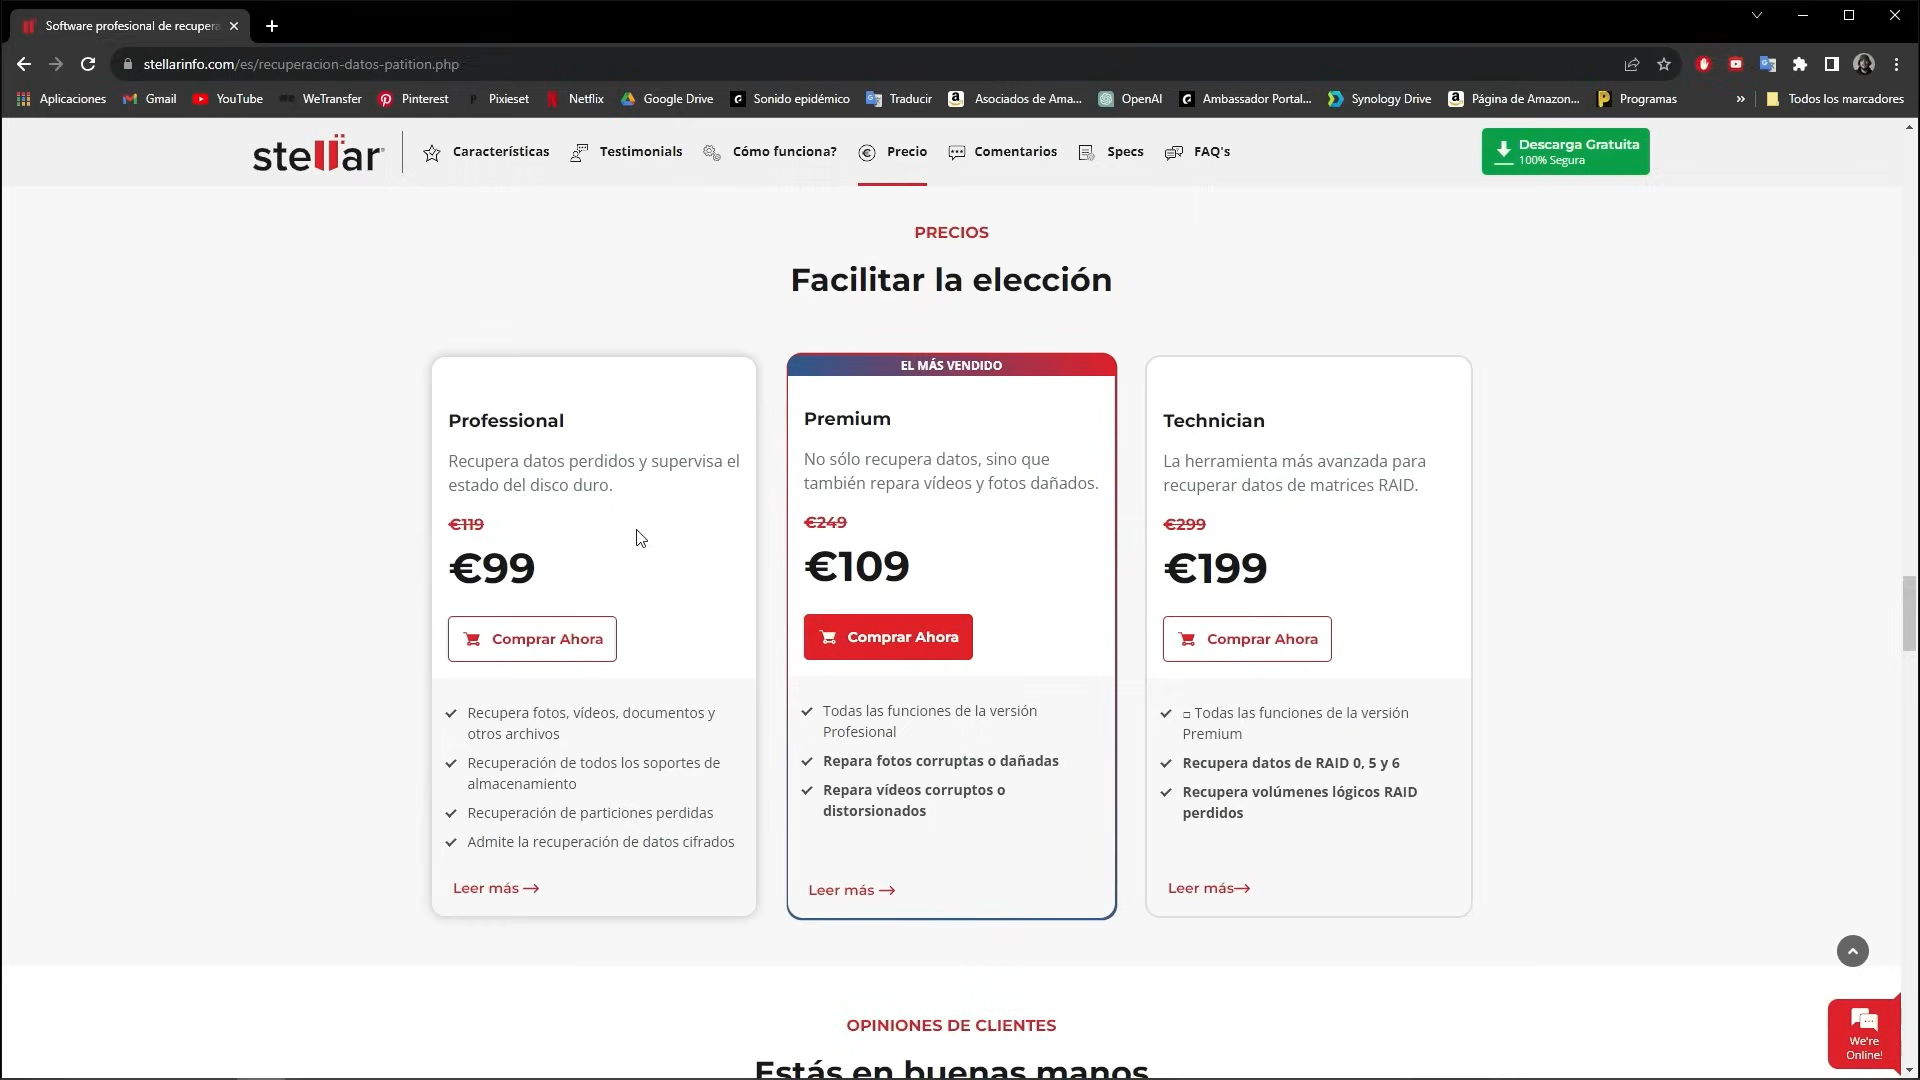 Software profesional de recupera
stellarinfo.com/es/recuperacion-datos-patition.php
Aplicaciones
Gmail
YouTube
WeTransfer
Pinterest
Pixieset
Netflix
Google Drive
Sonido epidémico
Traducir
Asociados de Ama...
OpenAI
Ambassador Portal...
Synology Drive
Página de Amazon...
Programas
»
Todos los marcadores
stellar
Características
Testimonials
Cómo funciona?
Precio
Comentarios
Specs
FAQ's
Descarga Gratuita
100% Segura
PRECIOS
Facilitar la elección
Professional
Recupera datos perdidos y supervisa el
estado del disco duro.
€119
€99
Comprar Ahora
Recupera fotos, vídeos, documentos y
otros archivos
Recuperación de todos los soportes de
almacenamiento
Recuperación de particiones perdidas
Admite la recuperación de datos cifrados
Leer más →
EL MÁS VENDIDO
Premium
No sólo recupera datos, sino que
también repara vídeos y fotos dañados.
€249
€109
Comprar Ahora
Todas las funciones de la versión
Profesional
Repara fotos corruptas o dañadas
Repara vídeos corruptos o
distorsionados
Leer más →
Technician
La herramienta más avanzada para
recuperar datos de matrices RAID.
€299
€199
Comprar Ahora
□ Todas las funciones de la versión
Premium
Recupera datos de RAID 0, 5 y 6
Recupera volúmenes lógicos RAID
perdidos
Leer más→
OPINIONES DE CLIENTES
Estás en buenas manos
We're
Online!